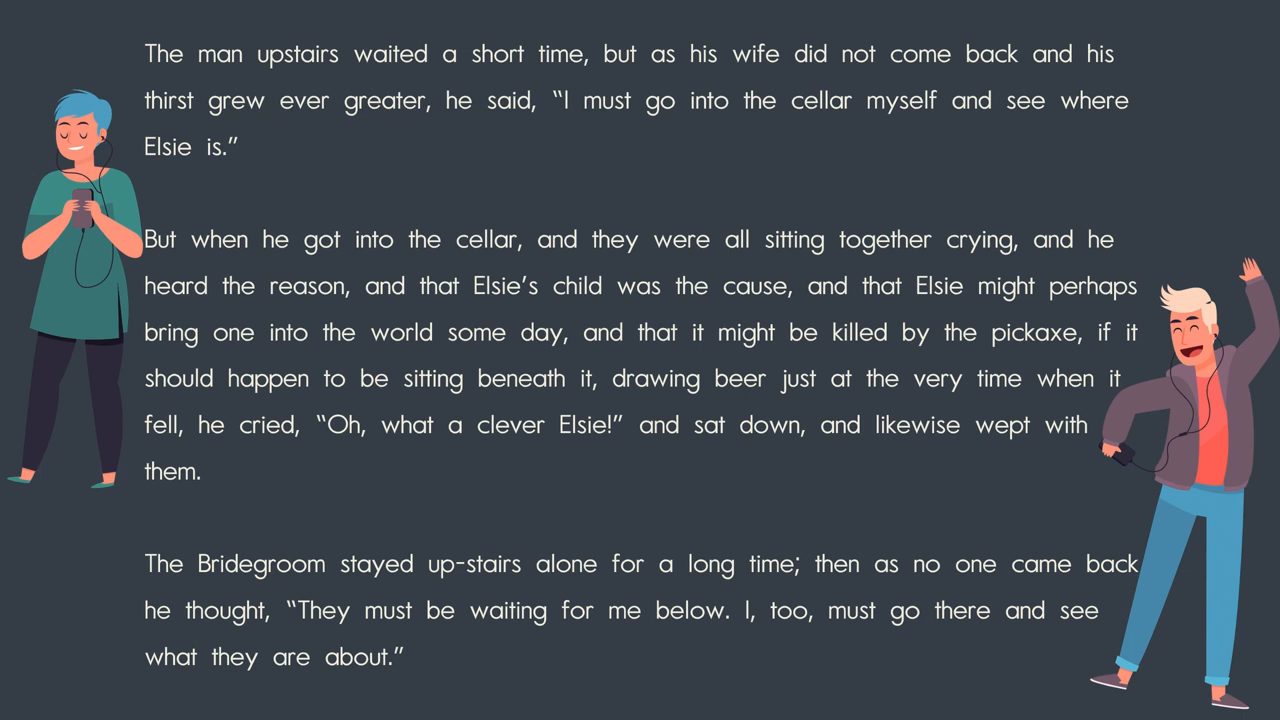 The man upstairs waited a short time, but as his wife did not come back and his
thirst grew ever greater, he said, “I must go into the cellar myself and see where
Elsie is.”
But when he got into the cellar, and they were all sitting together crying, and he
heard the reason, and that Elsie’s child was the cause, and that Elsie might perhaps
bring one into the world some day, and that it might be killed by the pickaxe, if it
should happen to be sitting beneath it, drawing beer just at the very time when it
fell, he cried, “Oh, what a clever Elsie!” and sat down, and likewise wept with
them.
The Bridegroom stayed up-stairs alone for a long time; then as no one came back
he thought, “They must be waiting for me below. I, too, must go there and see
what they are about.”